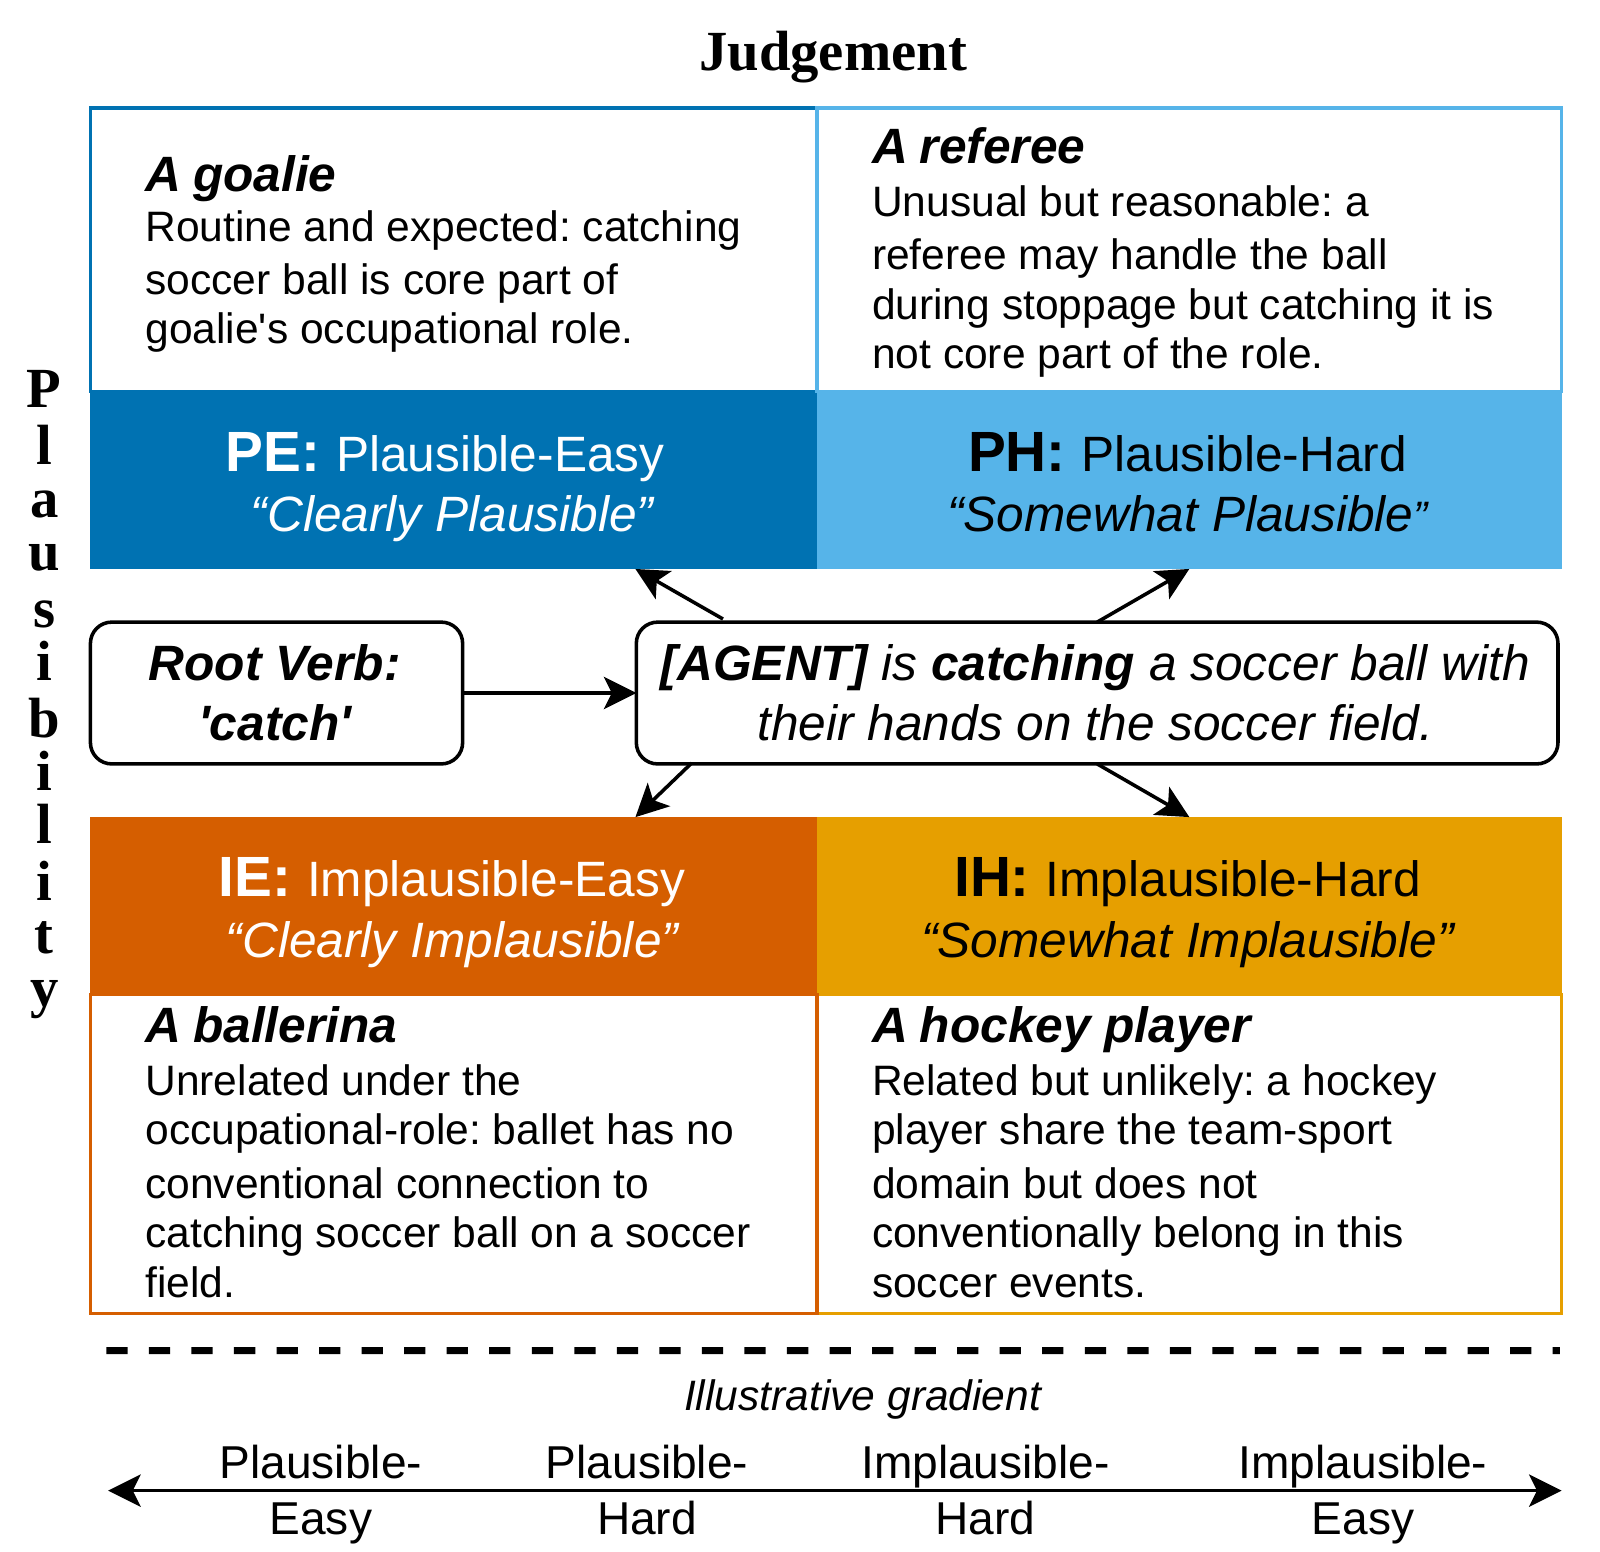 Judgement
Plausibility
A goalie
Routine and expected: catching
soccer ball is core part of
goalie's occupational role.
A referee
Unusual but reasonable: a
referee may handle the ball
during stoppage but catching it is
not core part of the role.
PE: Plausible-Easy
“Clearly Plausible”
PH: Plausible-Hard
“Somewhat Plausible”
Root Verb:
'catch'
[AGENT] is catching a soccer ball with
their hands on the soccer field.
IE: Implausible-Easy
“Clearly Implausible”
IH: Implausible-Hard
“Somewhat Implausible”
A ballerina
Unrelated under the
occupational-role: ballet has no
conventional connection to
catching soccer ball on a soccer
field.
A hockey player
Related but unlikely: a hockey
player share the team-sport
domain but does not
conventionally belong in this
soccer events.
Illustrative gradient
Plausible-
Easy
Plausible-
Hard
Implausible-
Hard
Implausible-
Easy